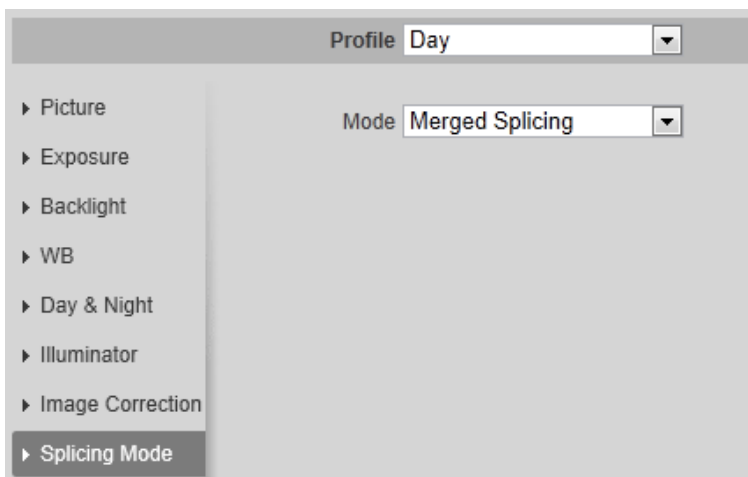 Profile Day
Picture
Mode Merged Splicing
Exposure
Backlight
WB
Day & Night
Illuminator
Image Correction
Splicing Mode